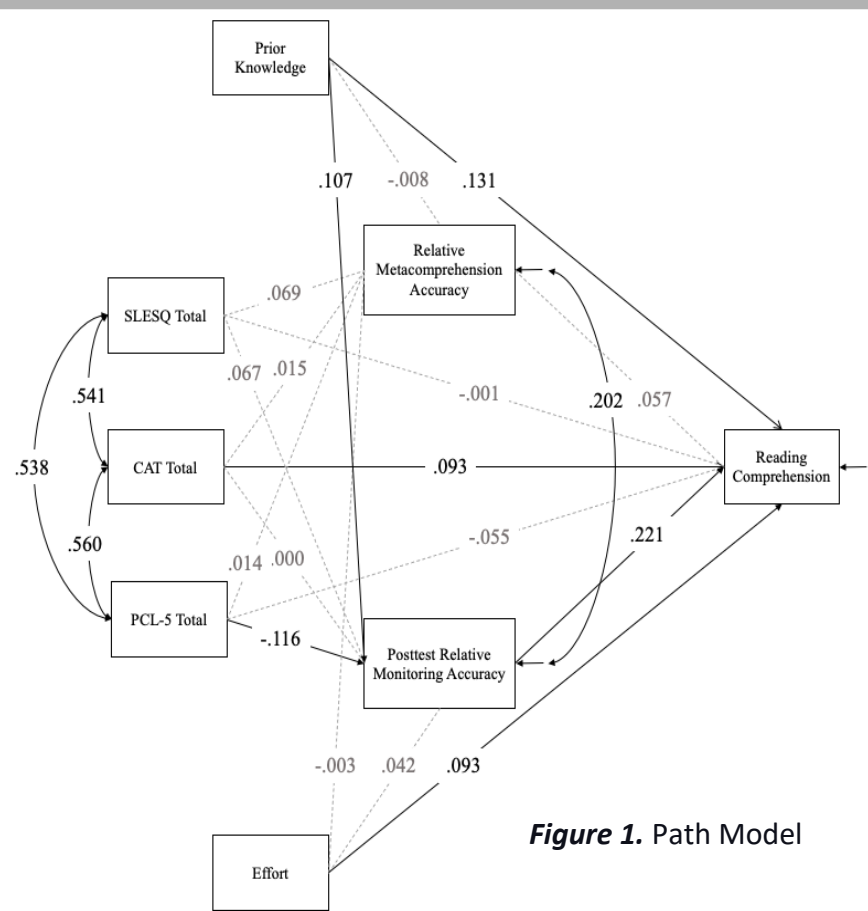 Prior
Knowledge
.107
-.008
.131
Relative
Metacomprehension
Accuracy
.069
SLESQ Total
.067
.015
.541
-.001
.202
.057
.538
CAT Total
.093
Reading
Comprehension
.560
.014
.000
-.055
.221
PCL-5 Total
-.116
Posttest Relative
Monitoring Accuracy
-.003
.042
.093
Effort
Figure 1. Path Model